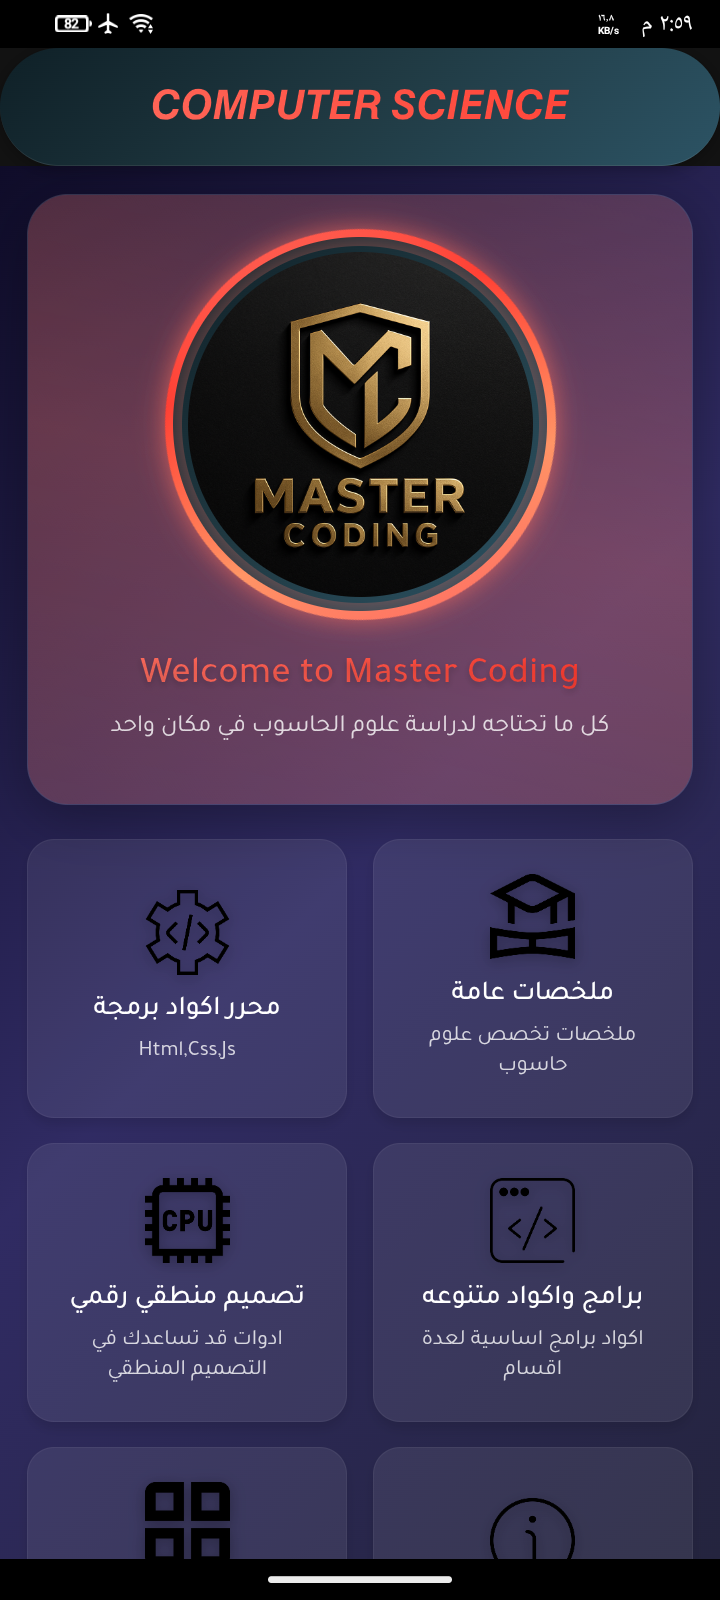 ٢:٥٩ م
١٦,٨
KB/s
82
COMPUTER SCIENCE
MC
MASTER
CODING
Welcome to Master Coding
كل ما تحتاجه لدراسة علوم الحاسوب في مكان واحد
ملخصات عامة
ملخصات تخصص علوم
حاسوب
محرر اكواد برمجة
Html,Css,Js
</>
برامج واكواد متنوعه
اكواد برامج اساسية لعدة
اقسام
</>
CPU
تصميم منطقي رقمي
ادوات قد تساعدك في
التصميم المنطقي